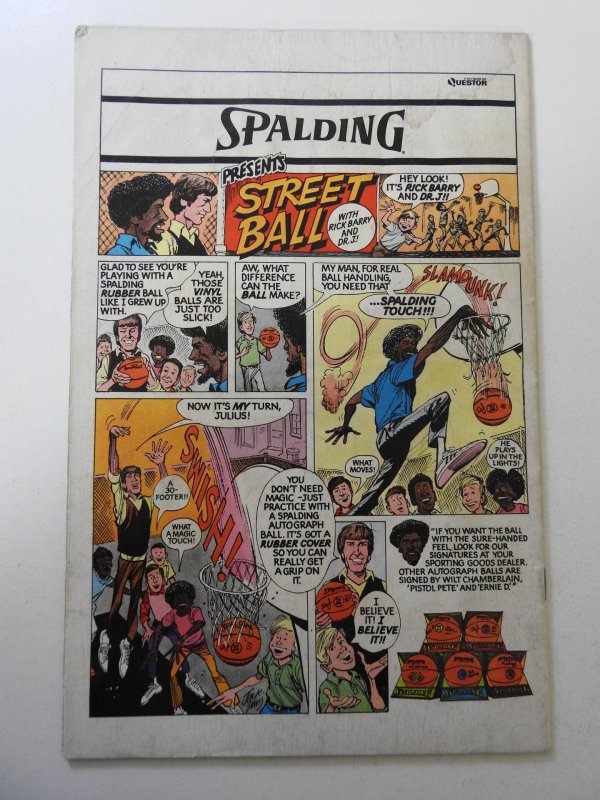 A DIVISION OF
QUESTOR
SPALDING
PRESENTS
STREET
BALL
WITH
RICK BARRY
AND
DR. J!
HEY LOOK!
IT'S RICK BARRY
AND DR. J!!
GLAD TO SEE YOU'RE
PLAYING WITH A
SPALDING
RUBBER BALL
LIKE I GREW UP
WITH.
YEAH,
THOSE
VINYL
BALLS ARE
JUST TOO
SLICK!
AW, WHAT
DIFFERENCE
CAN THE
BALL MAKE?
MY MAN, FOR REAL
BALL HANDLING,
YOU NEED THAT
...SPALDING
TOUCH!!!
SLAM DUNK!
WHAT
MOVES!
HE
PLAYS
UP IN THE
LIGHTS!
NOW IT'S MY TURN,
JULIUS!
A
30-
FOOTER!!
WHAT
A MAGIC
TOUCH!
SWISH!
YOU
DON'T NEED
MAGIC -JUST
PRACTICE WITH
A SPALDING
AUTOGRAPH
BALL. IT'S GOT A
RUBBER COVER
SO YOU CAN
REALLY GET
A GRIP ON
IT.
"IF YOU WANT THE BALL
WITH THE SURE-HANDED
FEEL, LOOK FOR OUR
SIGNATURES AT YOUR
SPORTING GOODS DEALER.
OTHER AUTOGRAPH BALLS ARE
SIGNED BY WILT CHAMBERLAIN,
'PISTOL PETE' AND 'ERNIE D.'"
I
BELIEVE
IT! I
BELIEVE
IT!!